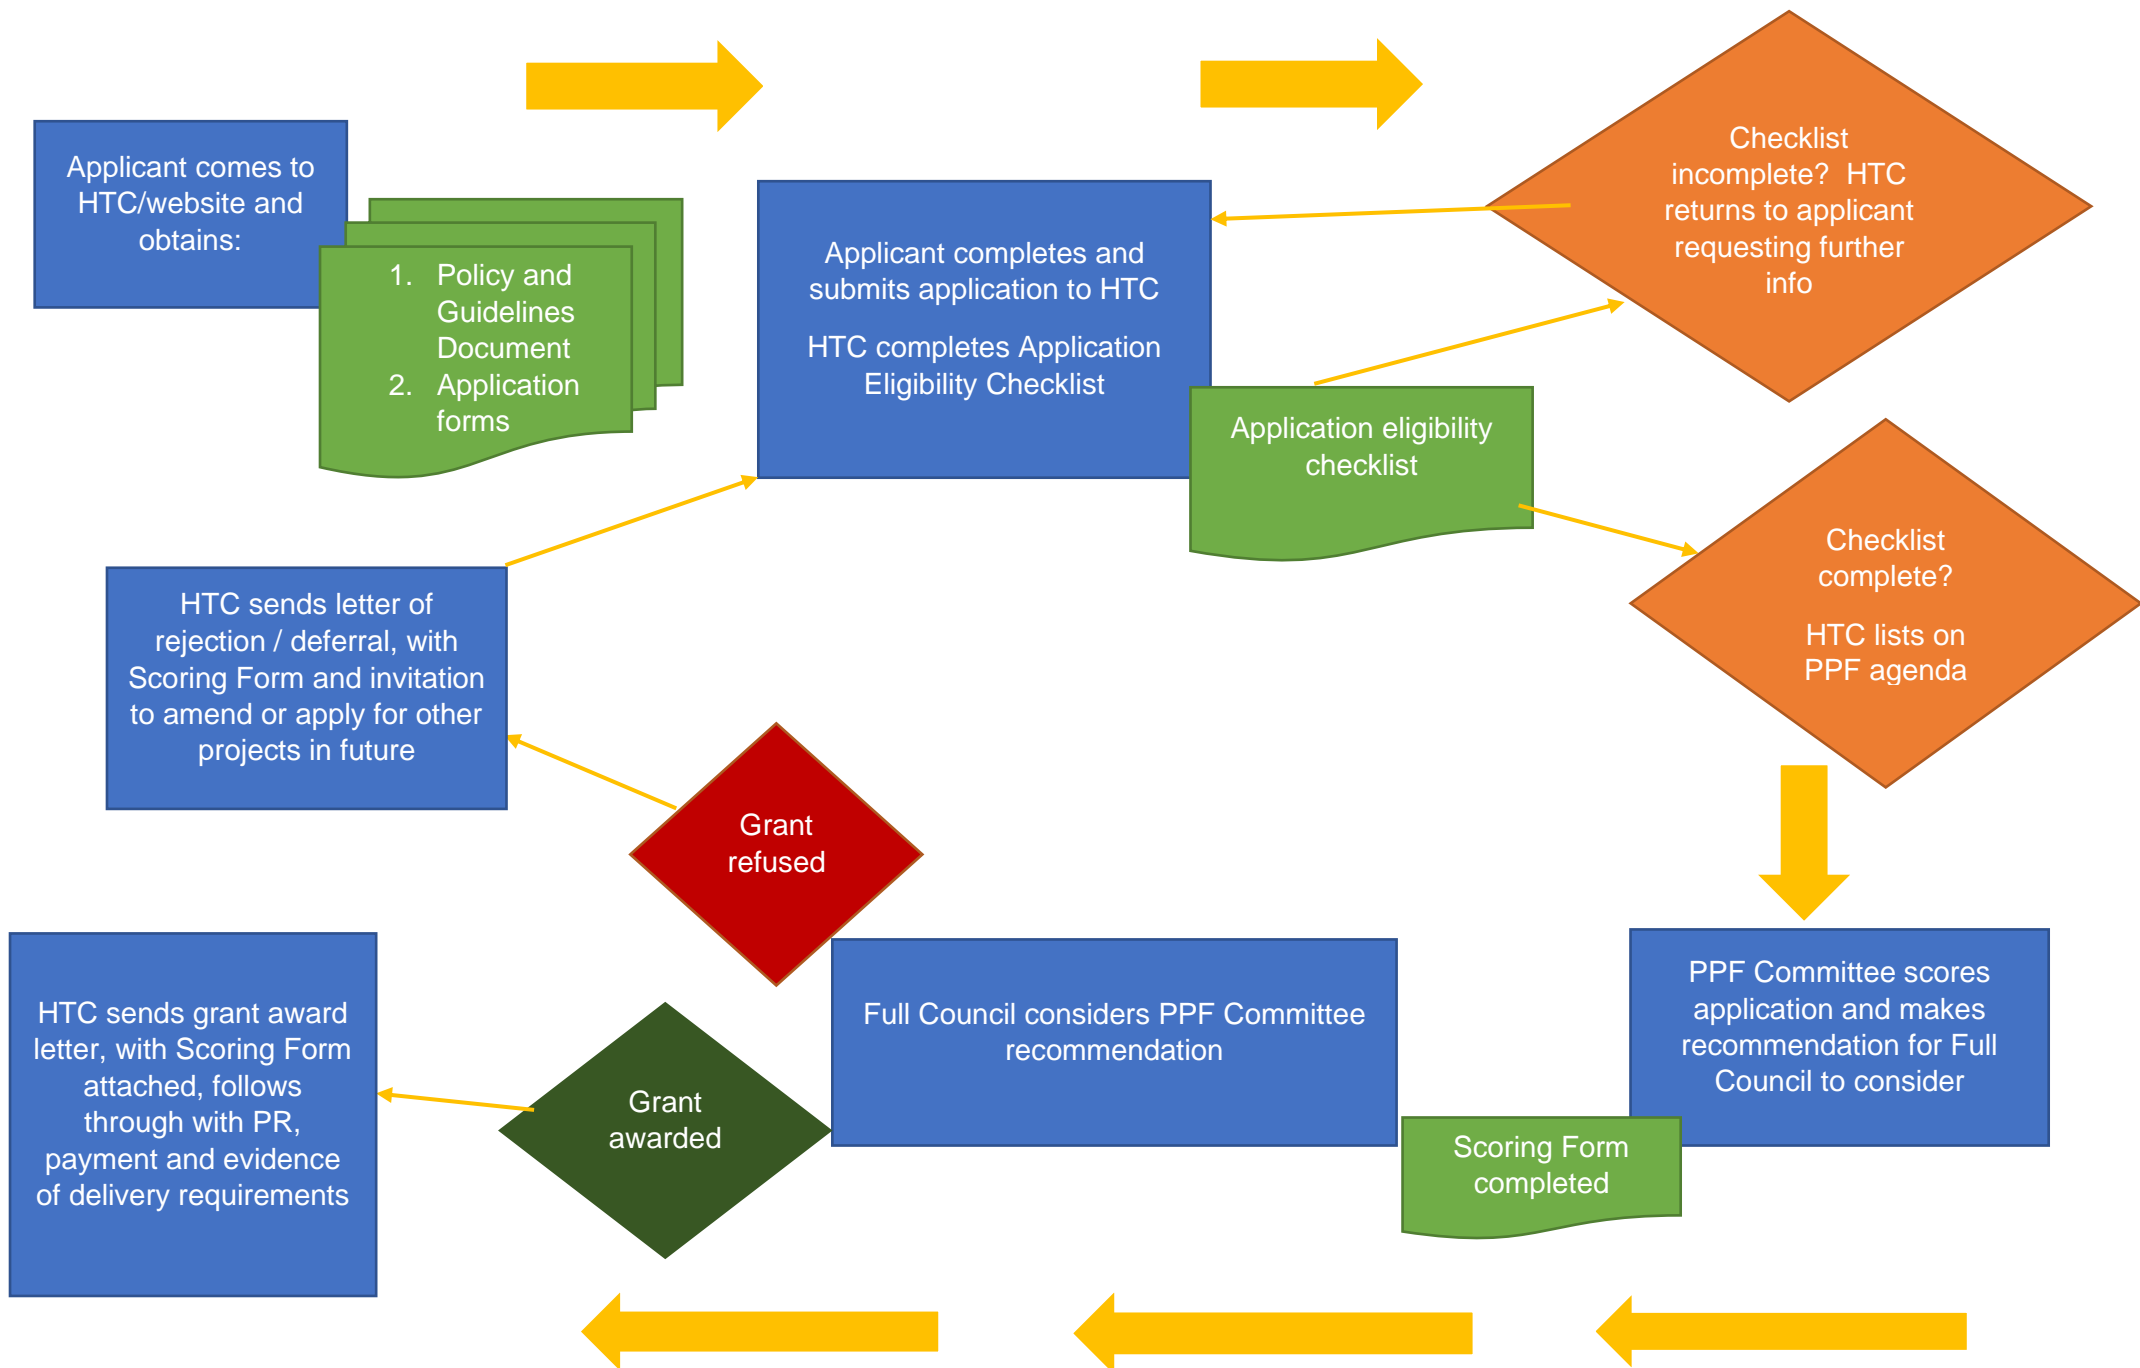 Applicant comes to
HTC/website and
obtains:
1. Policy and
Guidelines
Document
2. Application
forms
Applicant completes and
submits application to HTC
HTC completes Application
Eligibility Checklist
Application eligibility
checklist
Checklist
incomplete?  HTC
returns to applicant
requesting further
info
Checklist
complete?
HTC lists on
PPF agenda
PPF Committee scores
application and makes
recommendation for Full
Council to consider
Scoring Form
completed
Full Council considers PPF Committee
recommendation
Grant
refused
HTC sends letter of
rejection / deferral, with
Scoring Form and invitation
to amend or apply for other
projects in future
Grant
awarded
HTC sends grant award
letter, with Scoring Form
attached, follows
through with PR,
payment and evidence
of delivery requirements